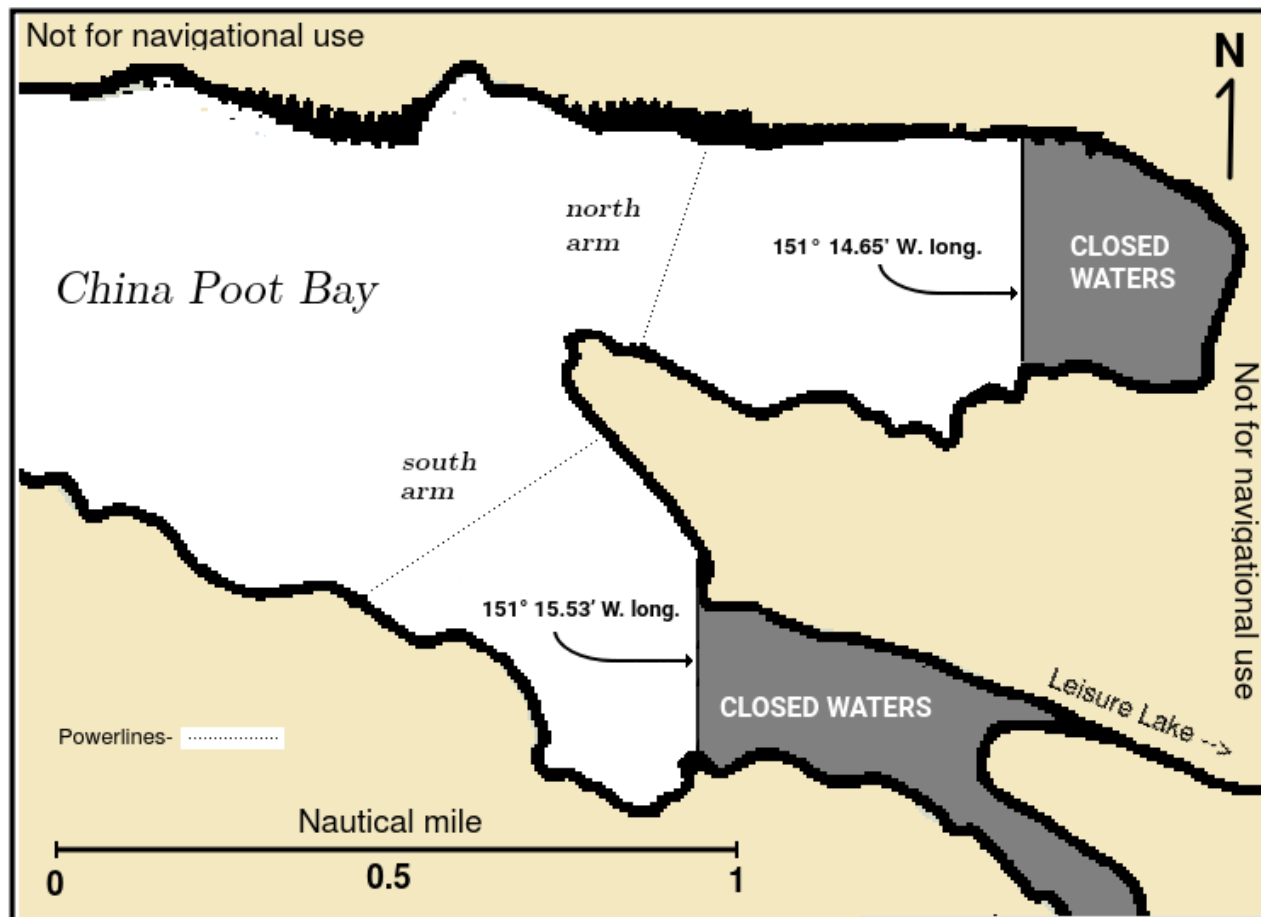 Not for navigational use
N
north
arm
151° 14.65' W. long.
CLOSED
WATERS
China Poot Bay
Not for navigational use
south
arm
151° 15.53' W. long.
CLOSED WATERS
Leisure Lake -->
Powerlines-
Nautical mile
0
0.5
1